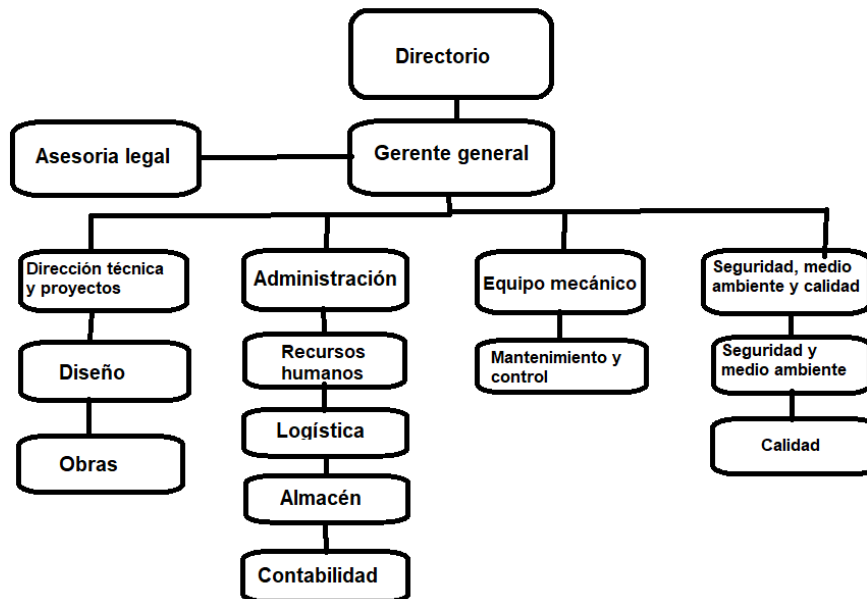 Directorio
Asesoria legal
Gerente general
Dirección técnica
y proyectos
Administración
Equipo mecánico
Seguridad, medio
ambiente y calidad
Diseño
Recursos
humanos
Mantenimiento y
control
Seguridad y
medio ambiente
Obras
Logística
Calidad
Almacén
Contabilidad